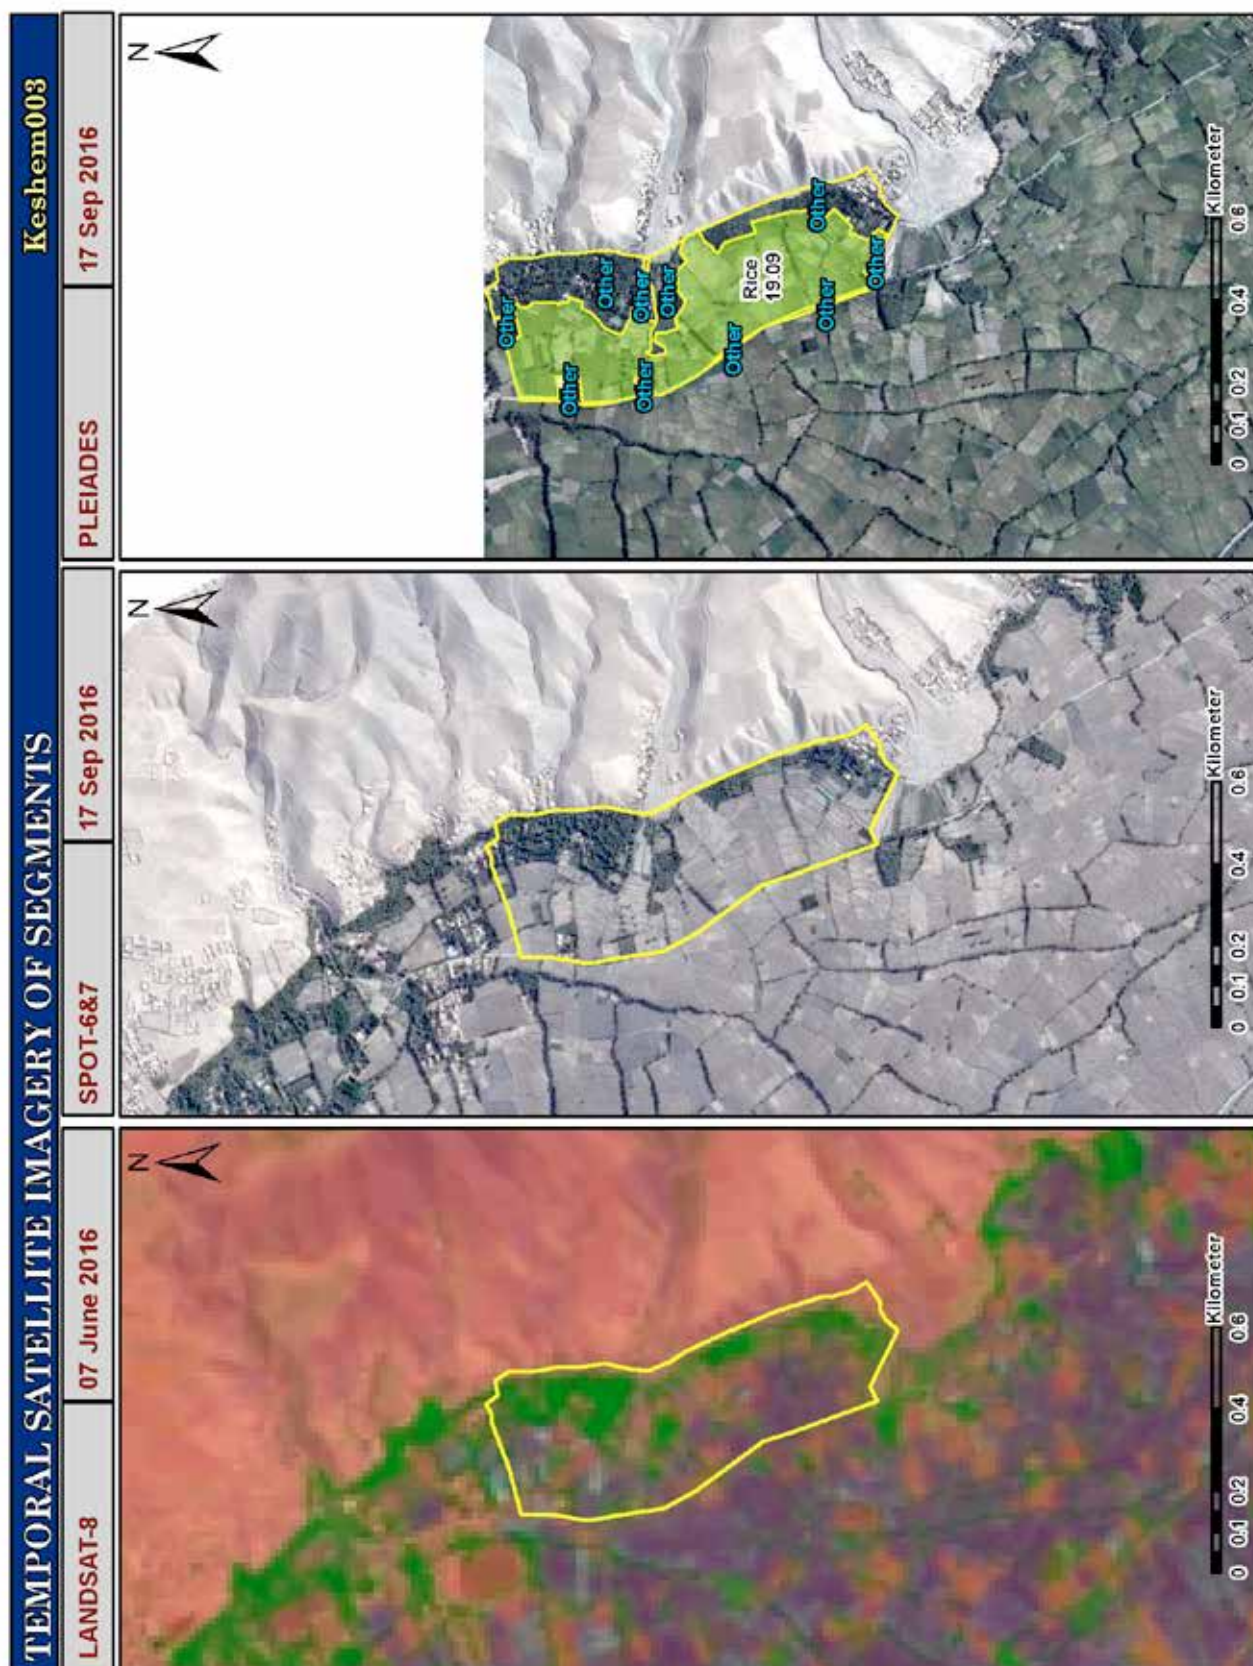 TEMPORAL SATELLITE IMAGERY OF SEGMENTS
Keshem003
LANDSAT-8
07 June 2016
SPOT-6&7
17 Sep 2016
PLEIADES
17 Sep 2016
N
Kilometer
0 0.1 0.2 0.4 0.6
N
Kilometer
0 0.1 0.2 0.4 0.6
N
Other
Other
Other
Other
Other
Other
Rice
19.09
Other
Other
Other
Other
Kilometer
0 0.1 0.2 0.4 0.6